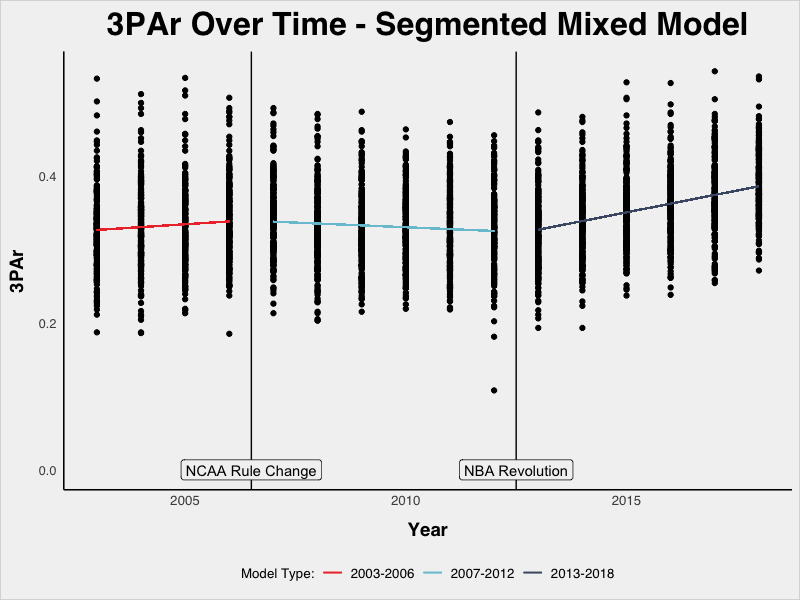 3PAr Over Time - Segmented Mixed Model
3PAr
0.4
0.2
0.0
NCAA Rule Change
NBA Revolution
2005
2010
2015
Year
Model Type:
2003-2006
2007-2012
2013-2018